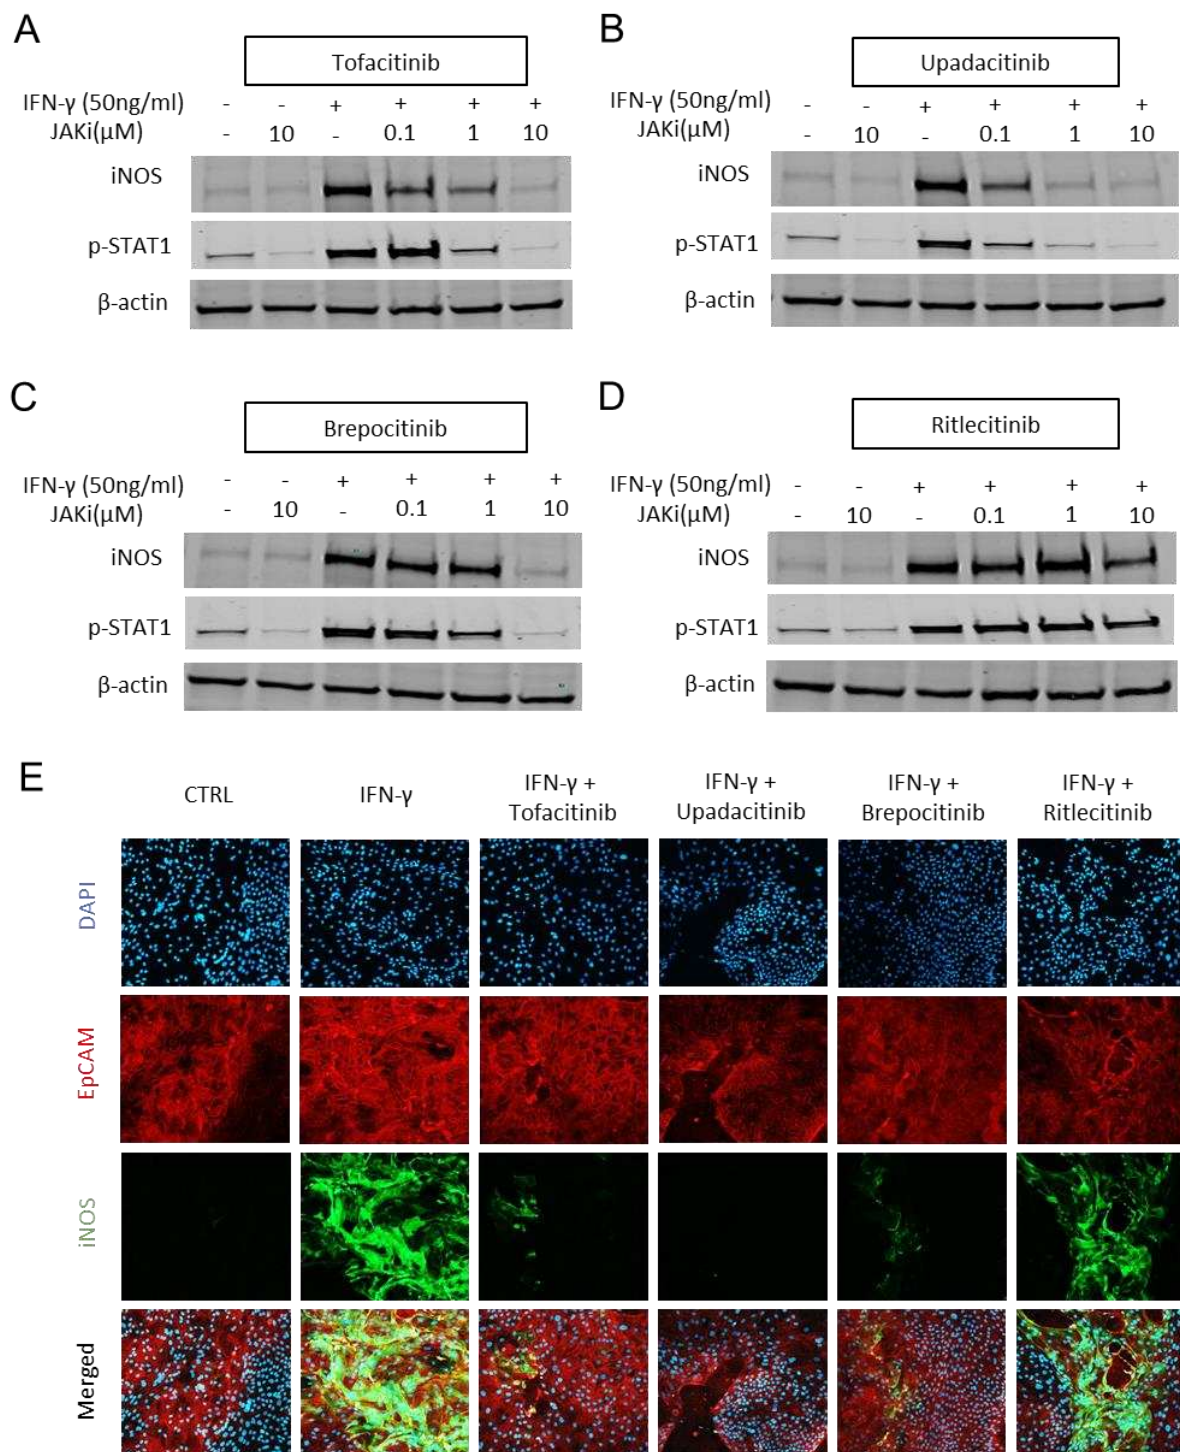 A
Tofacitinib
IFN-γ (50ng/ml) - - + + + +
JAKi(μM) - 10 - 0.1 1 10
iNOS
p-STAT1
β-actin
B
Upadacitinib
IFN-γ (50ng/ml) - - + + + +
JAKi(μM) - 10 - 0.1 1 10
iNOS
p-STAT1
β-actin
C
Brepocitinib
IFN-γ (50ng/ml) - - + + + +
JAKi(μM) - 10 - 0.1 1 10
iNOS
p-STAT1
β-actin
D
Ritlecitinib
IFN-γ (50ng/ml) - - + + + +
JAKi(μM) - 10 - 0.1 1 10
iNOS
p-STAT1
β-actin
E
CTRL
IFN-γ
IFN-γ +
Tofacitinib
IFN-γ +
Upadacitinib
IFN-γ +
Brepocitinib
IFN-γ +
Ritlecitinib
DAPI
EpCAM
iNOS
Merged